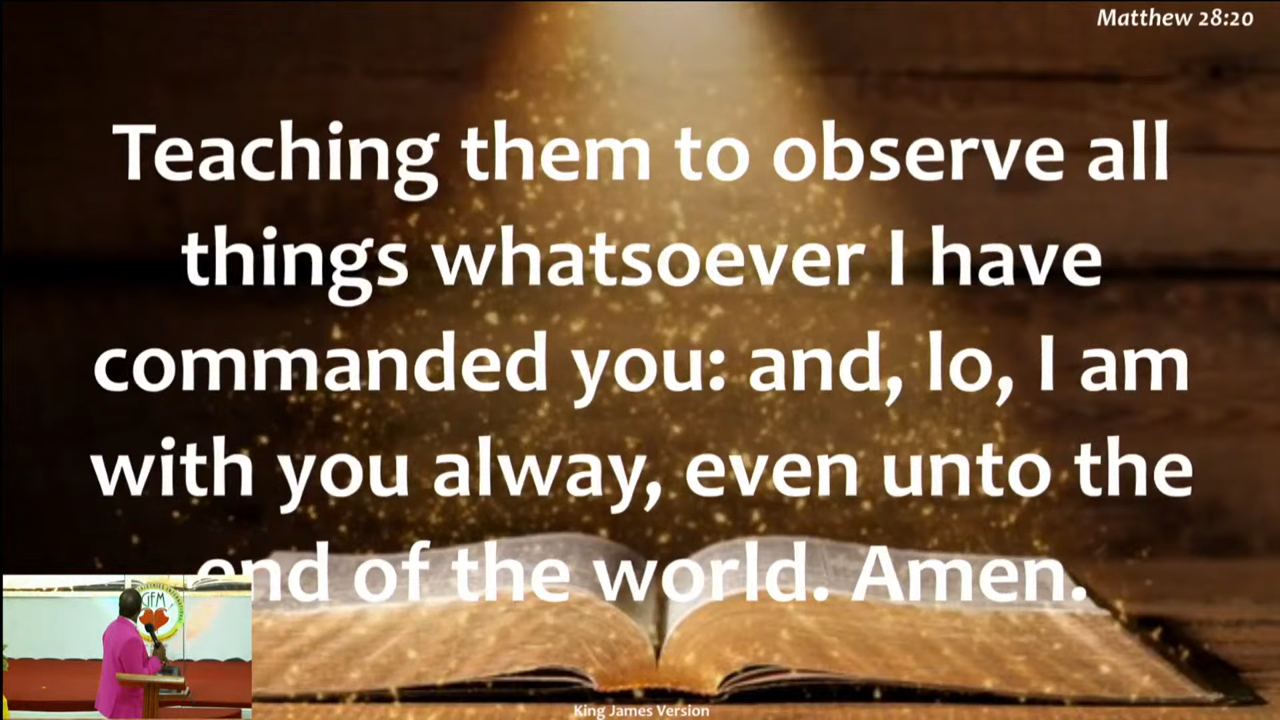 Matthew 28:20
Teaching them to observe all
things whatsoever I have
commanded you: and, lo, I am
with you alway, even unto the
end of the world. Amen.
GFM
King James Version